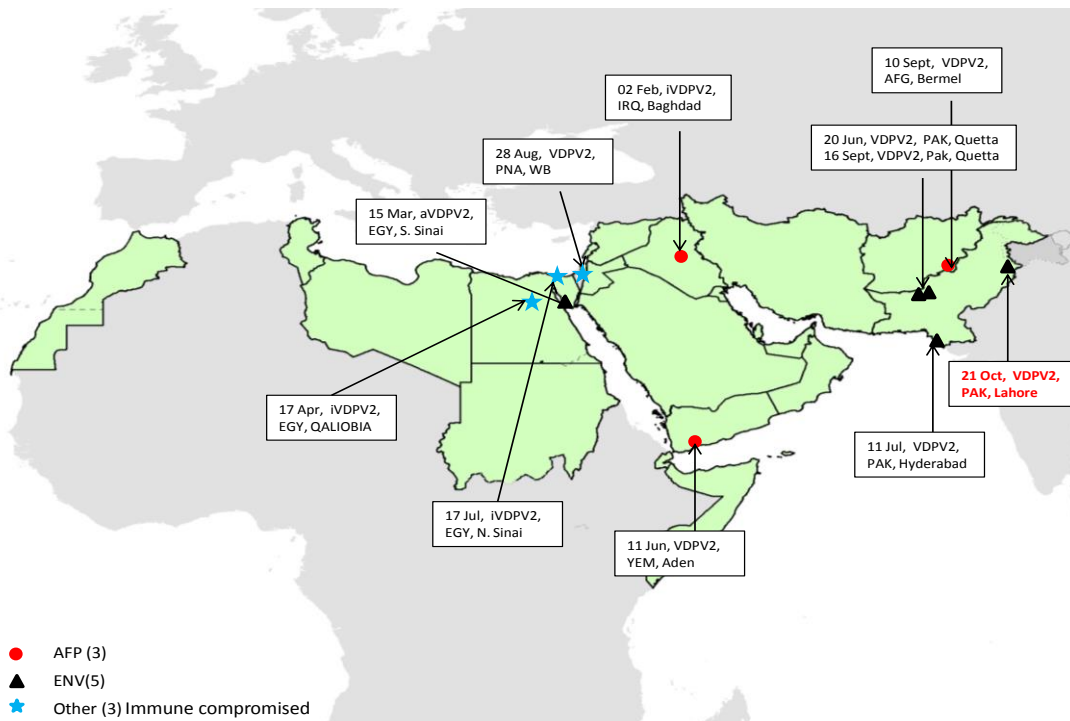 10 Sept, VDPV2,
AFG, Bermel
02 Feb, iVDPV2,
IRQ, Baghdad
20 Jun, VDPV2, PAK, Quetta
16 Sept, VDPV2, Pak, Quetta
28 Aug, VDPV2,
PNA, WB
15 Mar, aVDPV2,
EGY, S. Sinai
21 Oct, VDPV2,
PAK, Lahore
17 Apr, iVDPV2,
EGY, QALIOBIA
11 Jul, VDPV2,
PAK, Hyderabad
17 Jul, iVDPV2,
EGY, N. Sinai
11 Jun, VDPV2,
YEM, Aden
AFP (3)
ENV(5)
Other (3) Immune compromised